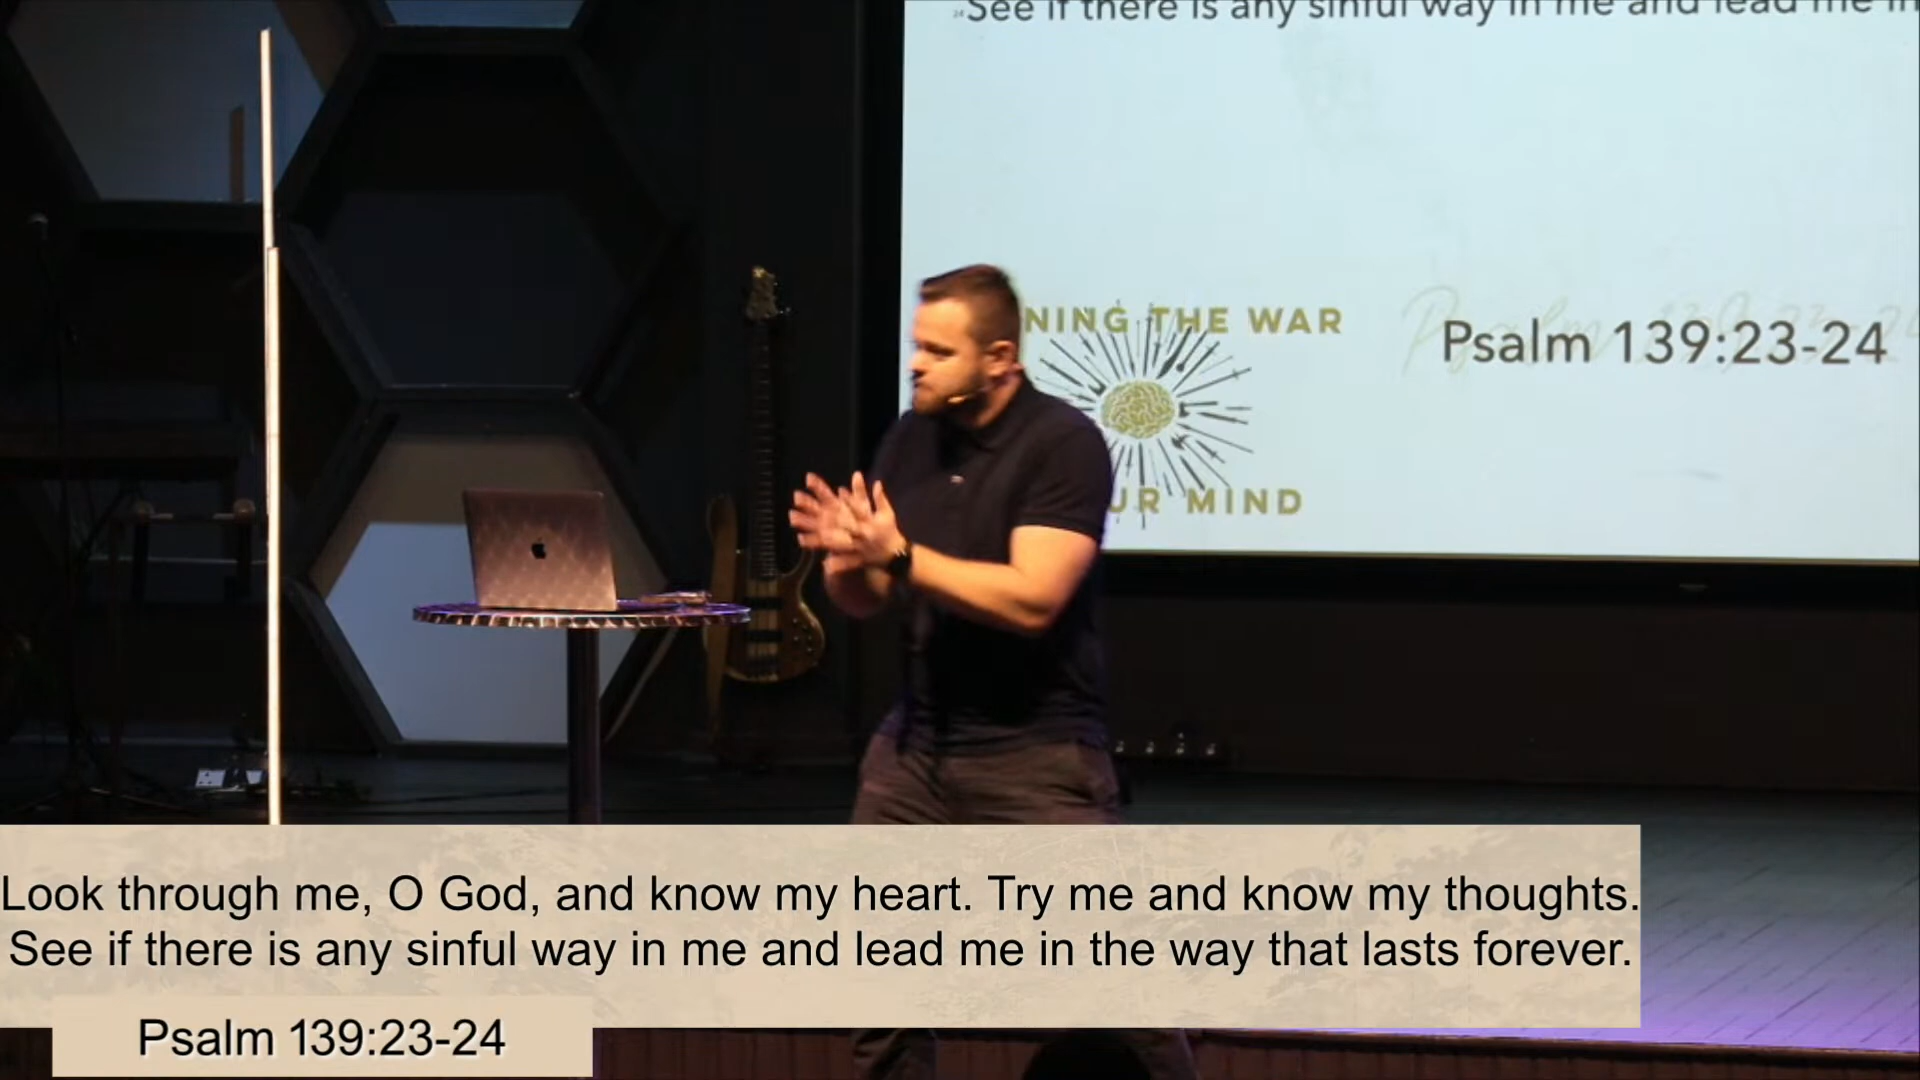 24 See if there is any sinful way in me and lead me in
NING THE WAR
UR MIND
Psalm 139:23-24
Look through me, O God, and know my heart. Try me and know my thoughts.
See if there is any sinful way in me and lead me in the way that lasts forever.
Psalm 139:23-24